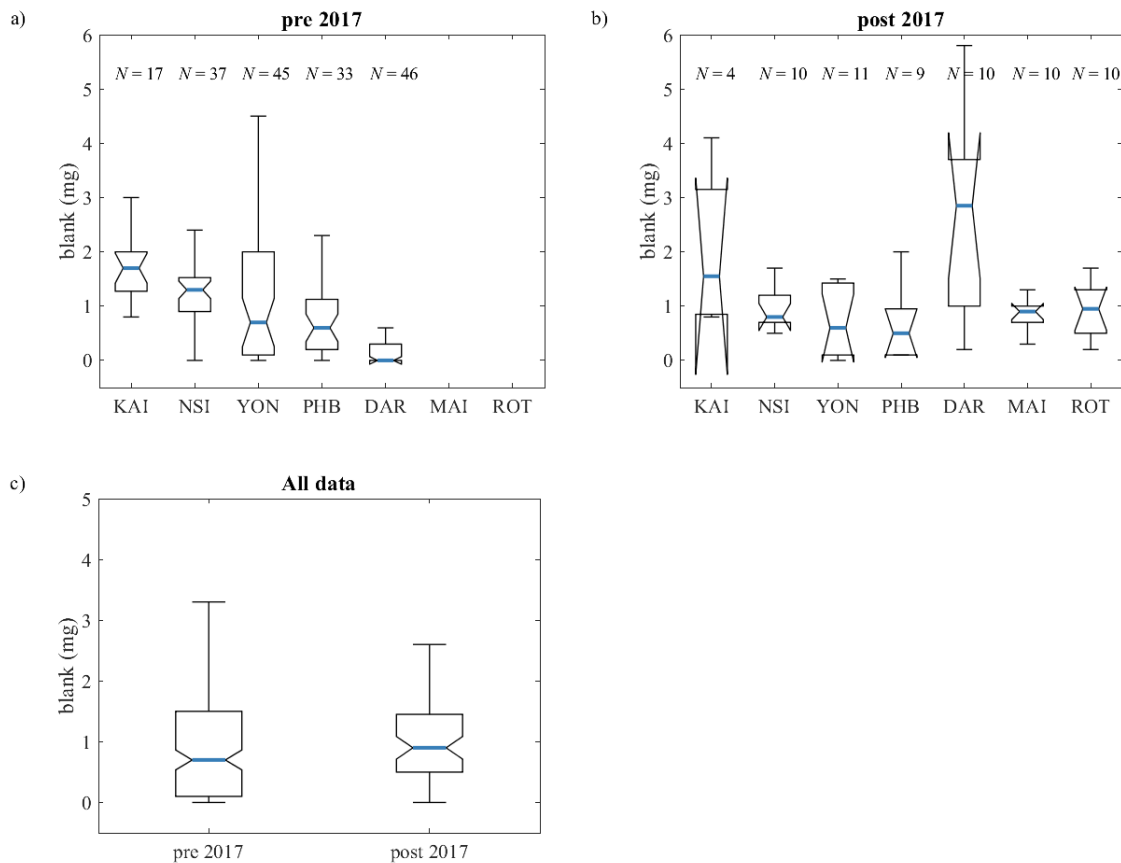 a)
pre 2017
6
5
4
3
2
1
0
blank (mg)
N = 17 N = 37 N = 45 N = 33 N = 46
KAI NSI YON PHB DAR MAI ROT
b)
post 2017
6
5
4
3
2
1
0
blank (mg)
N = 4 N = 10 N = 11 N = 9 N = 10 N = 10 N = 10
KAI NSI YON PHB DAR MAI ROT
c)
All data
5
4
3
2
1
0
blank (mg)
pre 2017 post 2017